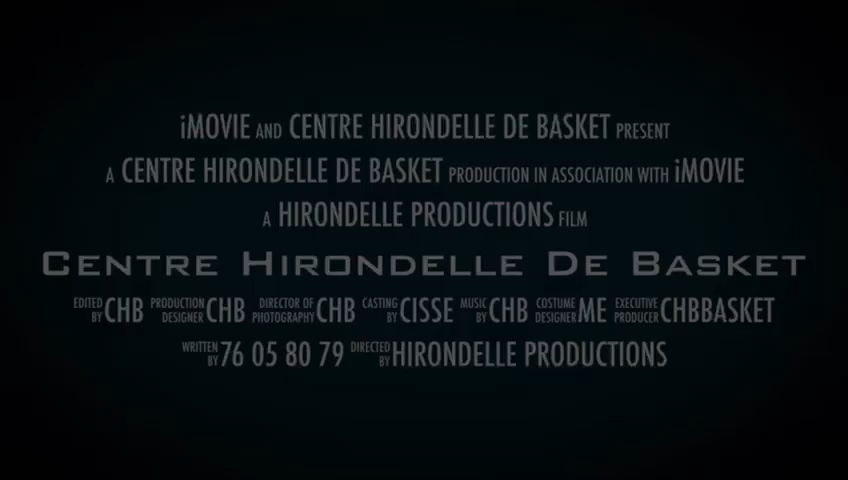 iMOVIE AND CENTRE HIRONDELLE DE BASKET PRESENT
A CENTRE HIRONDELLE DE BASKET PRODUCTION IN ASSOCIATION WITH iMOVIE
A HIRONDELLE PRODUCTIONS FILM
CENTRE HIRONDELLE DE BASKET
EDITED BY CHB PRODUCTION DESIGNER CHB DIRECTOR OF PHOTOGRAPHY CHB CASTING BY CISSE MUSIC BY CHB COSTUME DESIGNER ME EXECUTIVE PRODUCER CHBBASKET
WRITTEN BY 76 05 80 79 DIRECTED BY HIRONDELLE PRODUCTIONS